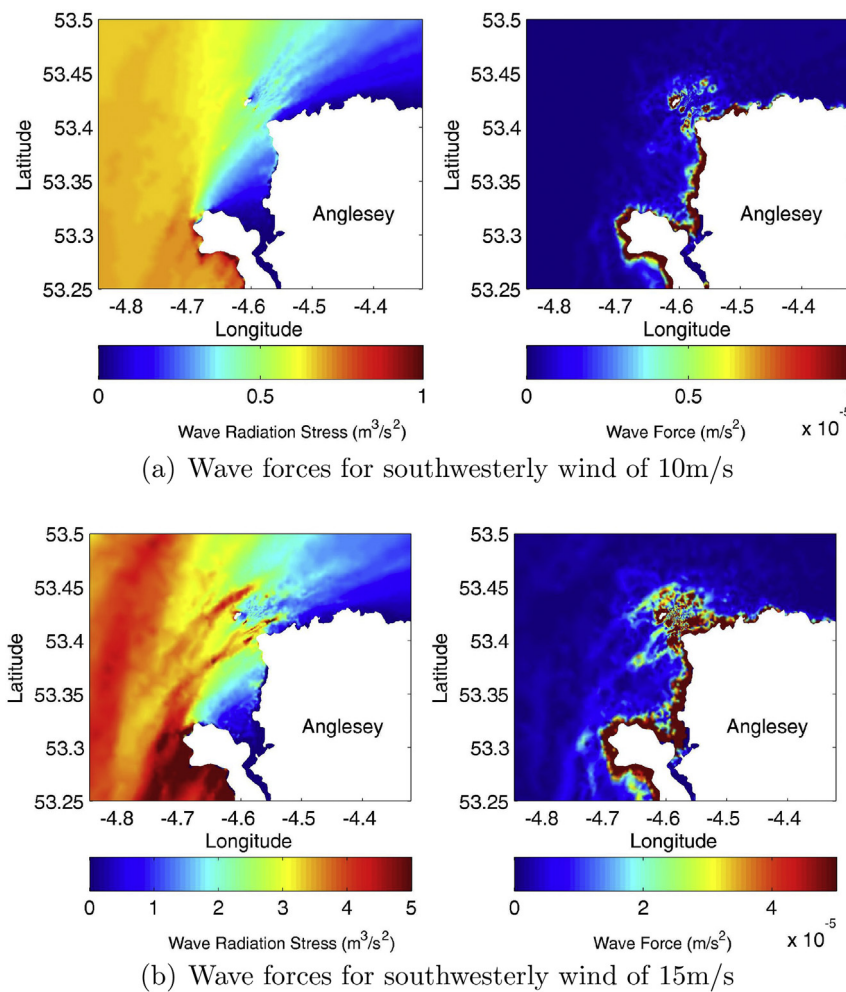 53.5
53.45
53.4
53.35
53.3
53.25
Latitude
Anglesey
-4.8 -4.7 -4.6 -4.5 -4.4
Longitude
0 0.5 1
Wave Radiation Stress (m³/s²)
53.5
53.45
53.4
53.35
53.3
53.25
Latitude
Anglesey
-4.8 -4.7 -4.6 -4.5 -4.4
Longitude
0 0.5
Wave Force (m/s²) x 10⁻⁵
(a) Wave forces for southwesterly wind of 10m/s
53.5
53.45
53.4
53.35
53.3
53.25
Latitude
Anglesey
-4.8 -4.7 -4.6 -4.5 -4.4
Longitude
0 1 2 3 4 5
Wave Radiation Stress (m³/s²)
53.5
53.45
53.4
53.35
53.3
53.25
Latitude
Anglesey
-4.8 -4.7 -4.6 -4.5 -4.4
Longitude
0 2 4
Wave Force (m/s²) x 10⁻⁵
(b) Wave forces for southwesterly wind of 15m/s